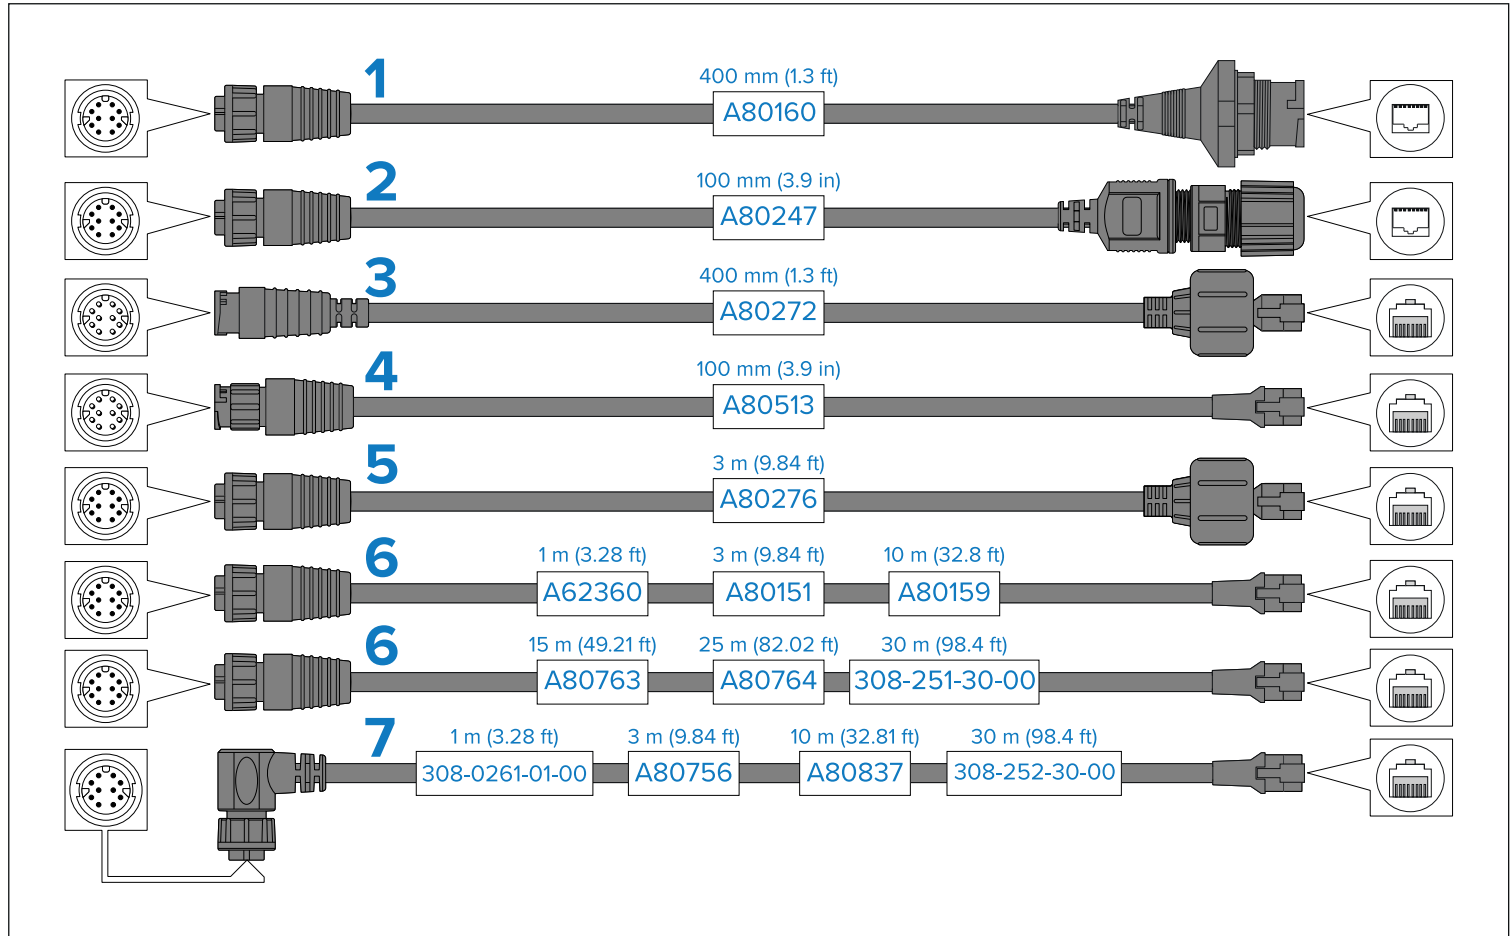 1
400 mm (1.3 ft)
A80160
2
100 mm (3.9 in)
A80247
3
400 mm (1.3 ft)
A80272
4
100 mm (3.9 in)
A80513
5
3 m (9.84 ft)
A80276
6
1 m (3.28 ft) 3 m (9.84 ft) 10 m (32.8 ft)
A62360 A80151 A80159
6
15 m (49.21 ft) 25 m (82.02 ft) 30 m (98.4 ft)
A80763 A80764 308-251-30-00
7
1 m (3.28 ft) 3 m (9.84 ft) 10 m (32.81 ft) 30 m (98.4 ft)
308-0261-01-00 A80756 A80837 308-252-30-00